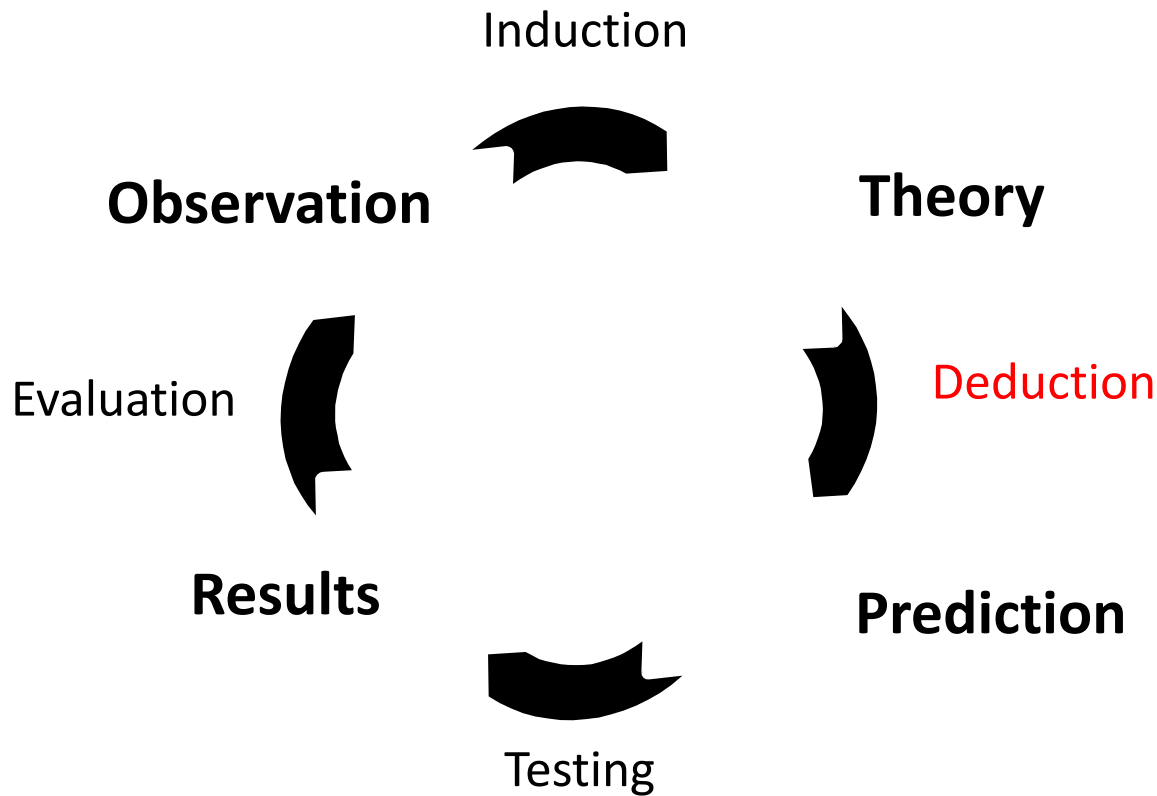 Induction
Observation
Theory
Evaluation
Deduction
Results
Prediction
Testing